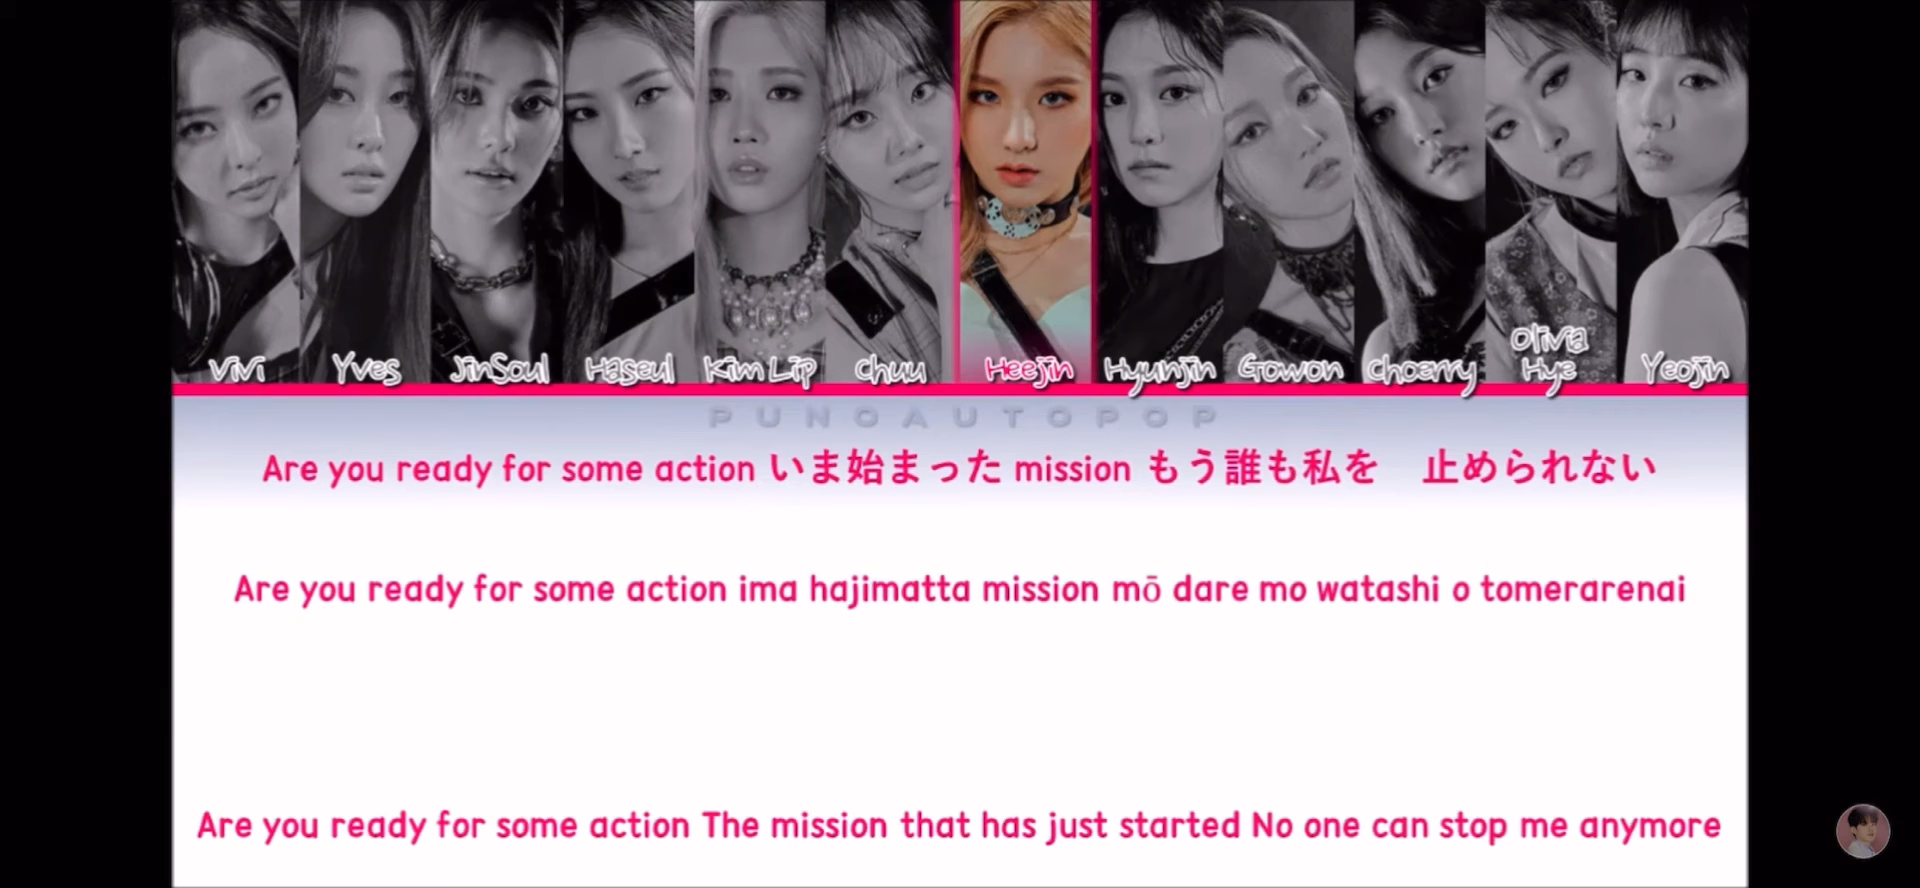 ViVi Yves JinSoul Haseul Kim Lip Chuu Heejin Hyunjin Gowon Choerry Olivia Hye Yeojin
PUNOAUTOPOP
Are you ready for some action いま始まった mission もう誰も私を　止められない
Are you ready for some action ima hajimatta mission mō dare mo watashi o tomerarenai
Are you ready for some action The mission that has just started No one can stop me anymore